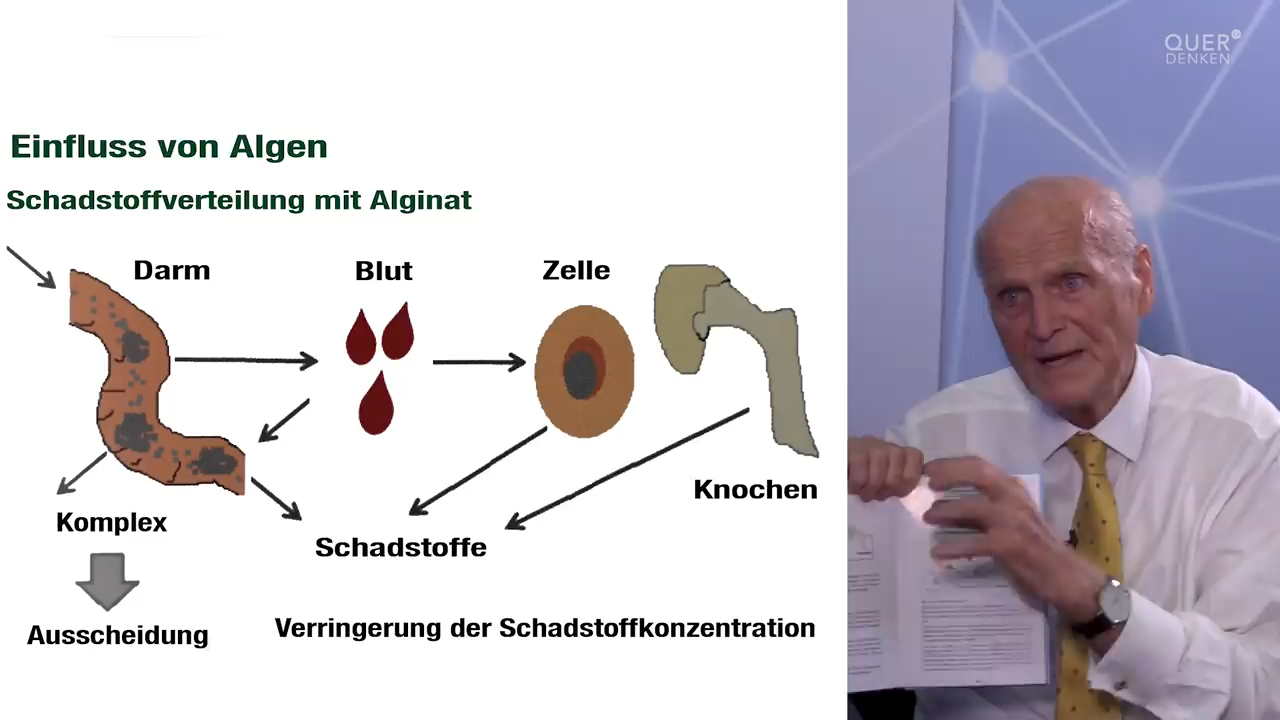 QUER
DENKEN
Einfluss von Algen
Schadstoffverteilung mit Alginat
Darm
Blut
Zelle
Knochen
Komplex
Schadstoffe
Ausscheidung
Verringerung der Schadstoffkonzentration